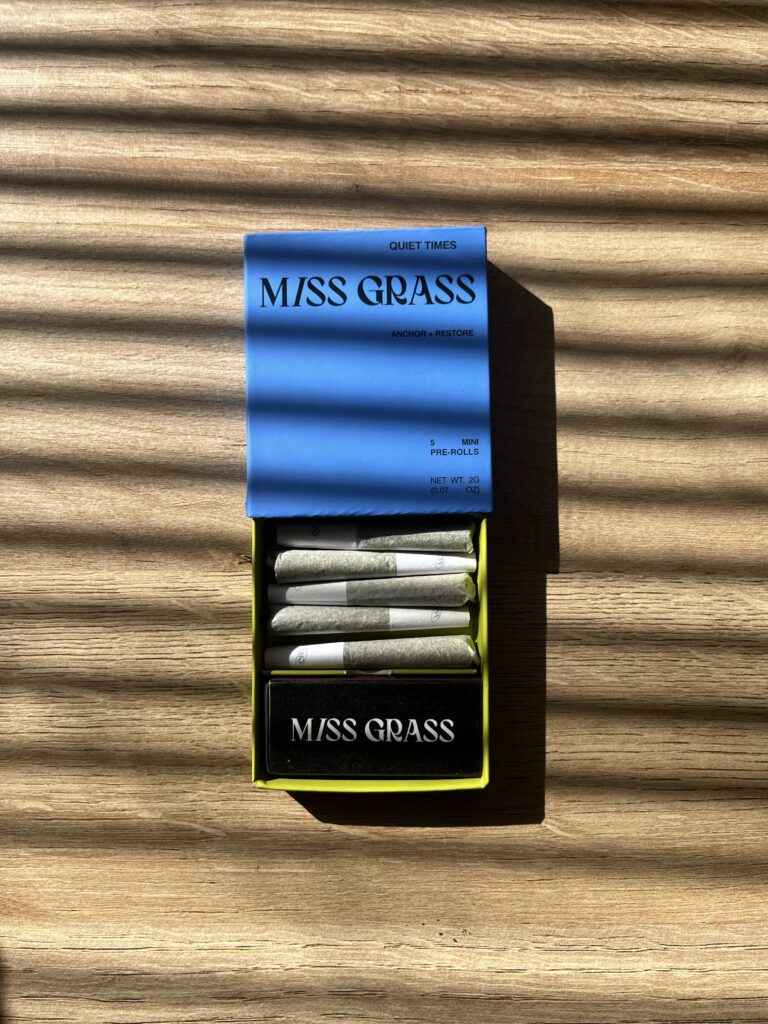 QUIET TIMES
MISS GRASS
ANCHOR + RESTORE
5 MINI
PRE-ROLLS
NET WT. 2G
(0.07 OZ)
MISS GRASS